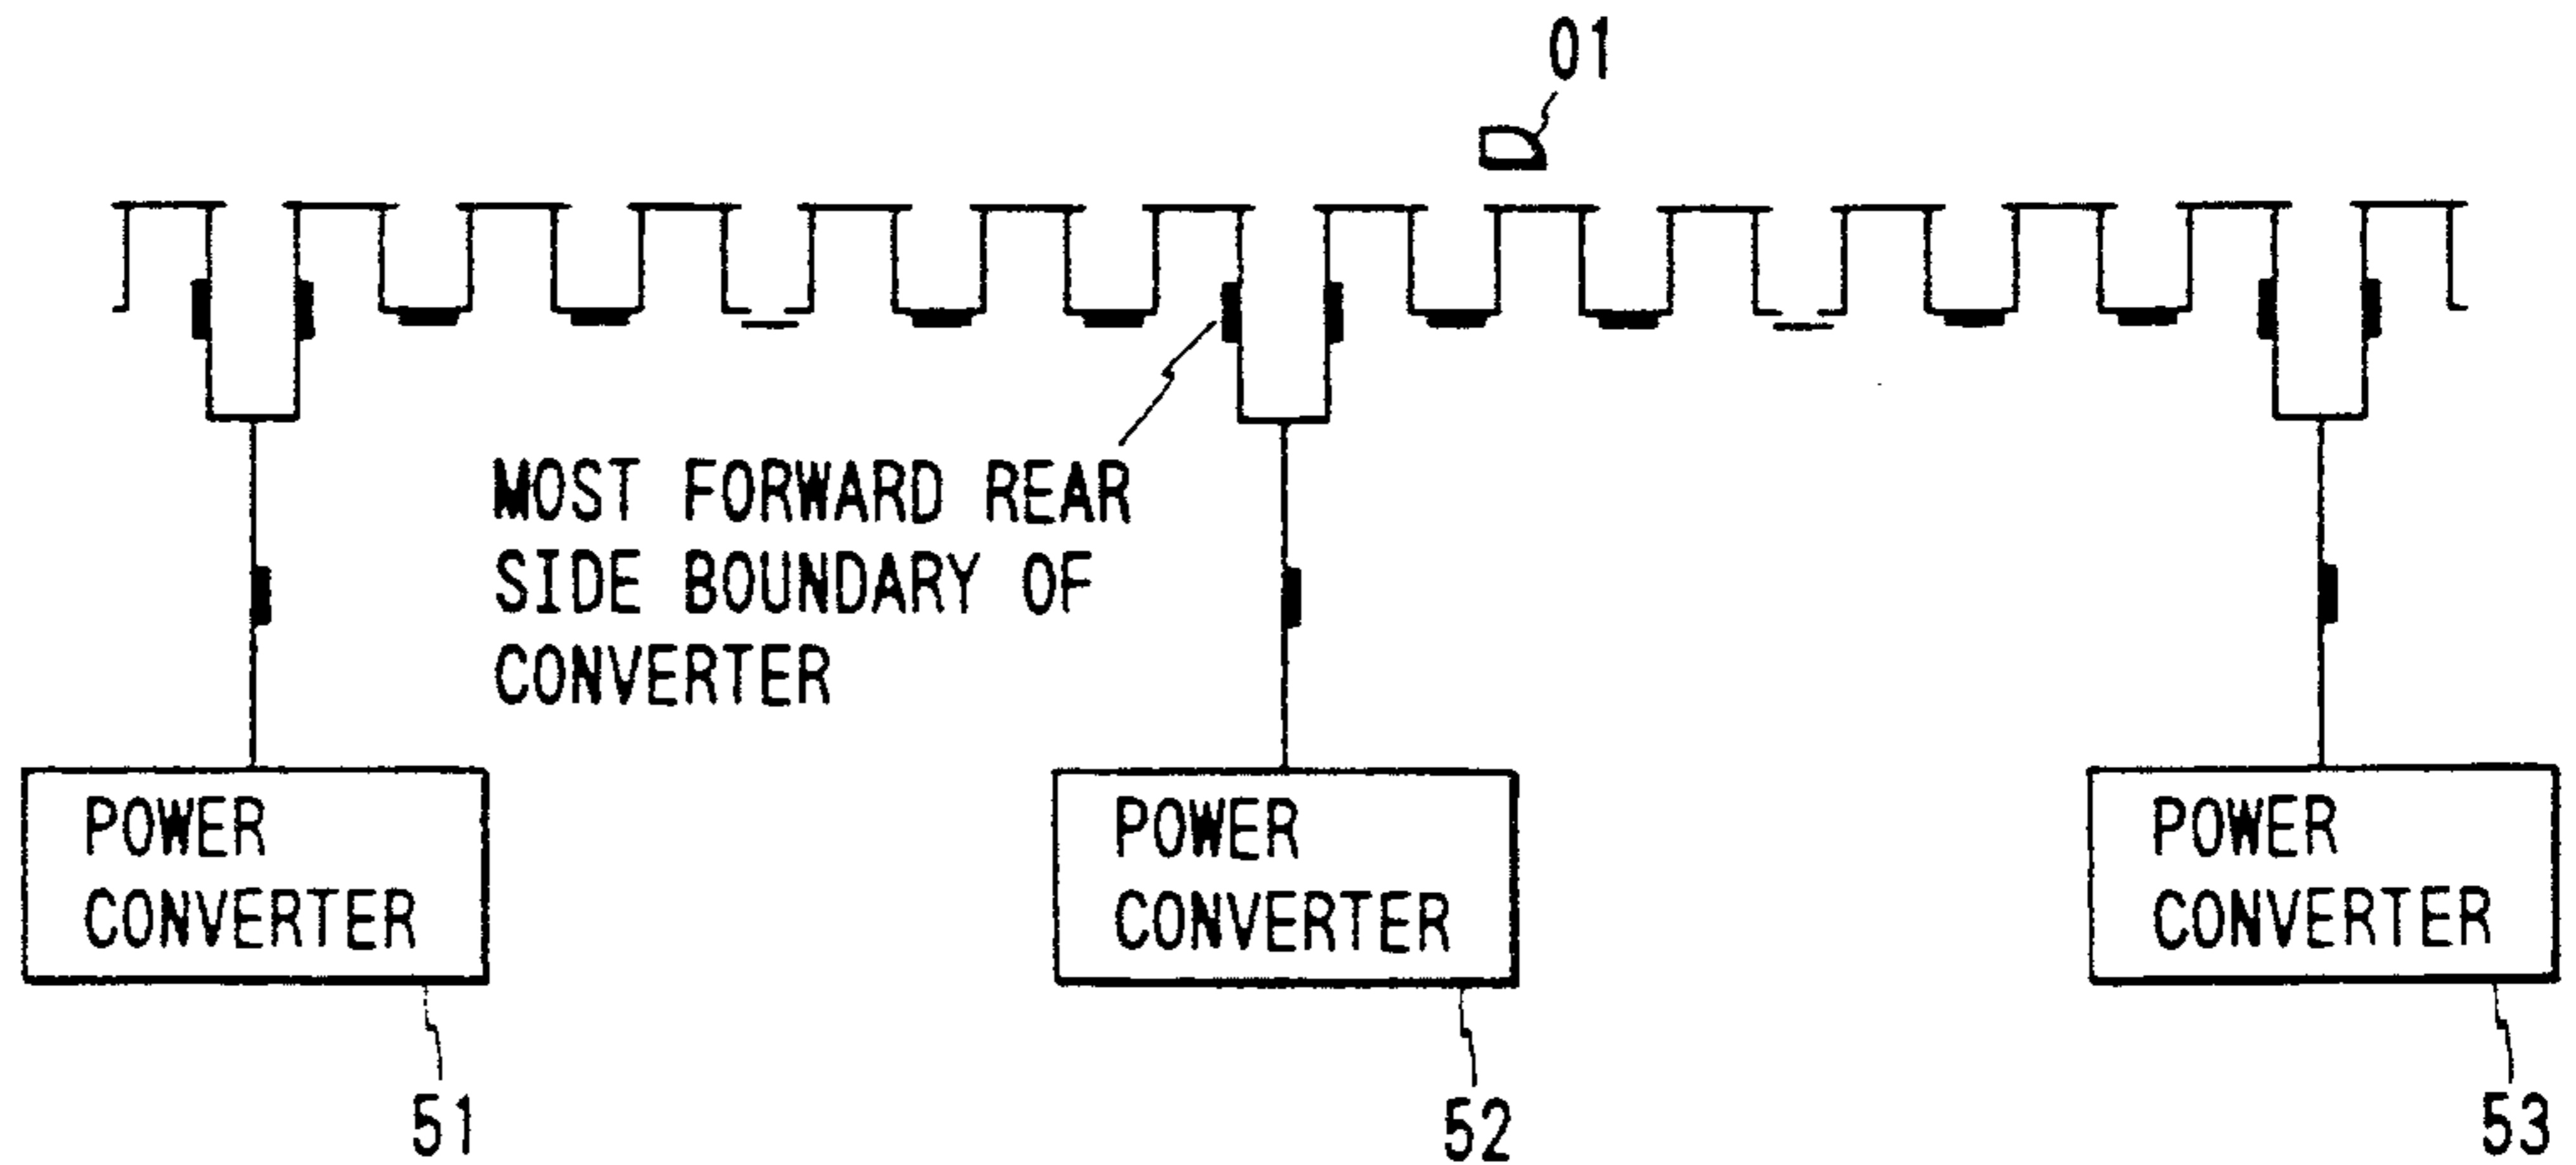 01
MOST FORWARD REAR
SIDE BOUNDARY OF
CONVERTER
POWER
CONVERTER
POWER
CONVERTER
POWER
CONVERTER
51
52
53